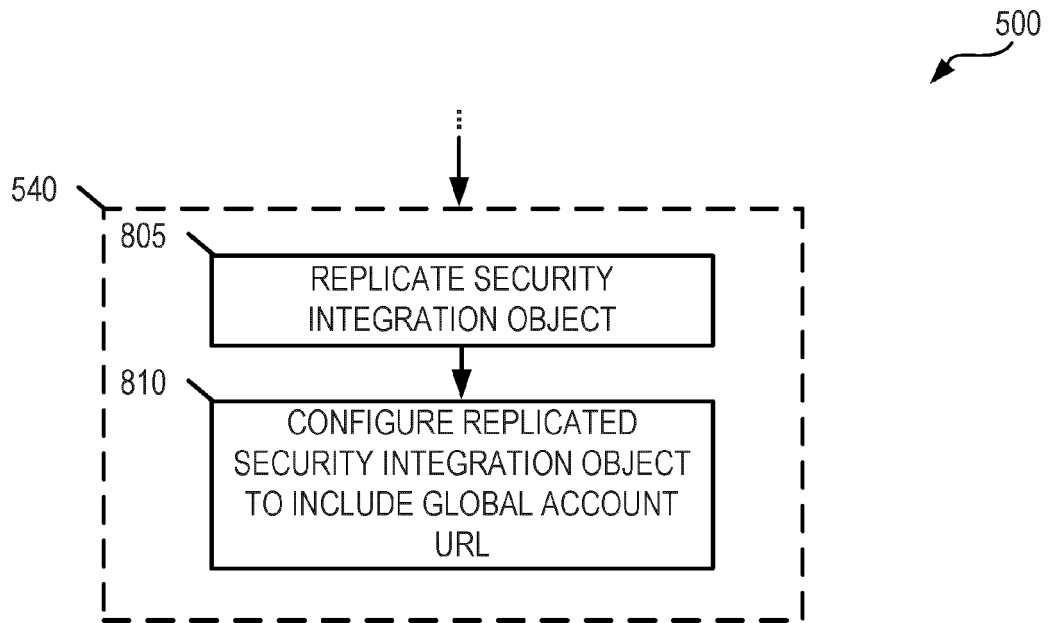 500
540
805
REPLICATE SECURITY
INTEGRATION OBJECT
810
CONFIGURE REPLICATED
SECURITY INTEGRATION OBJECT
TO INCLUDE GLOBAL ACCOUNT
URL